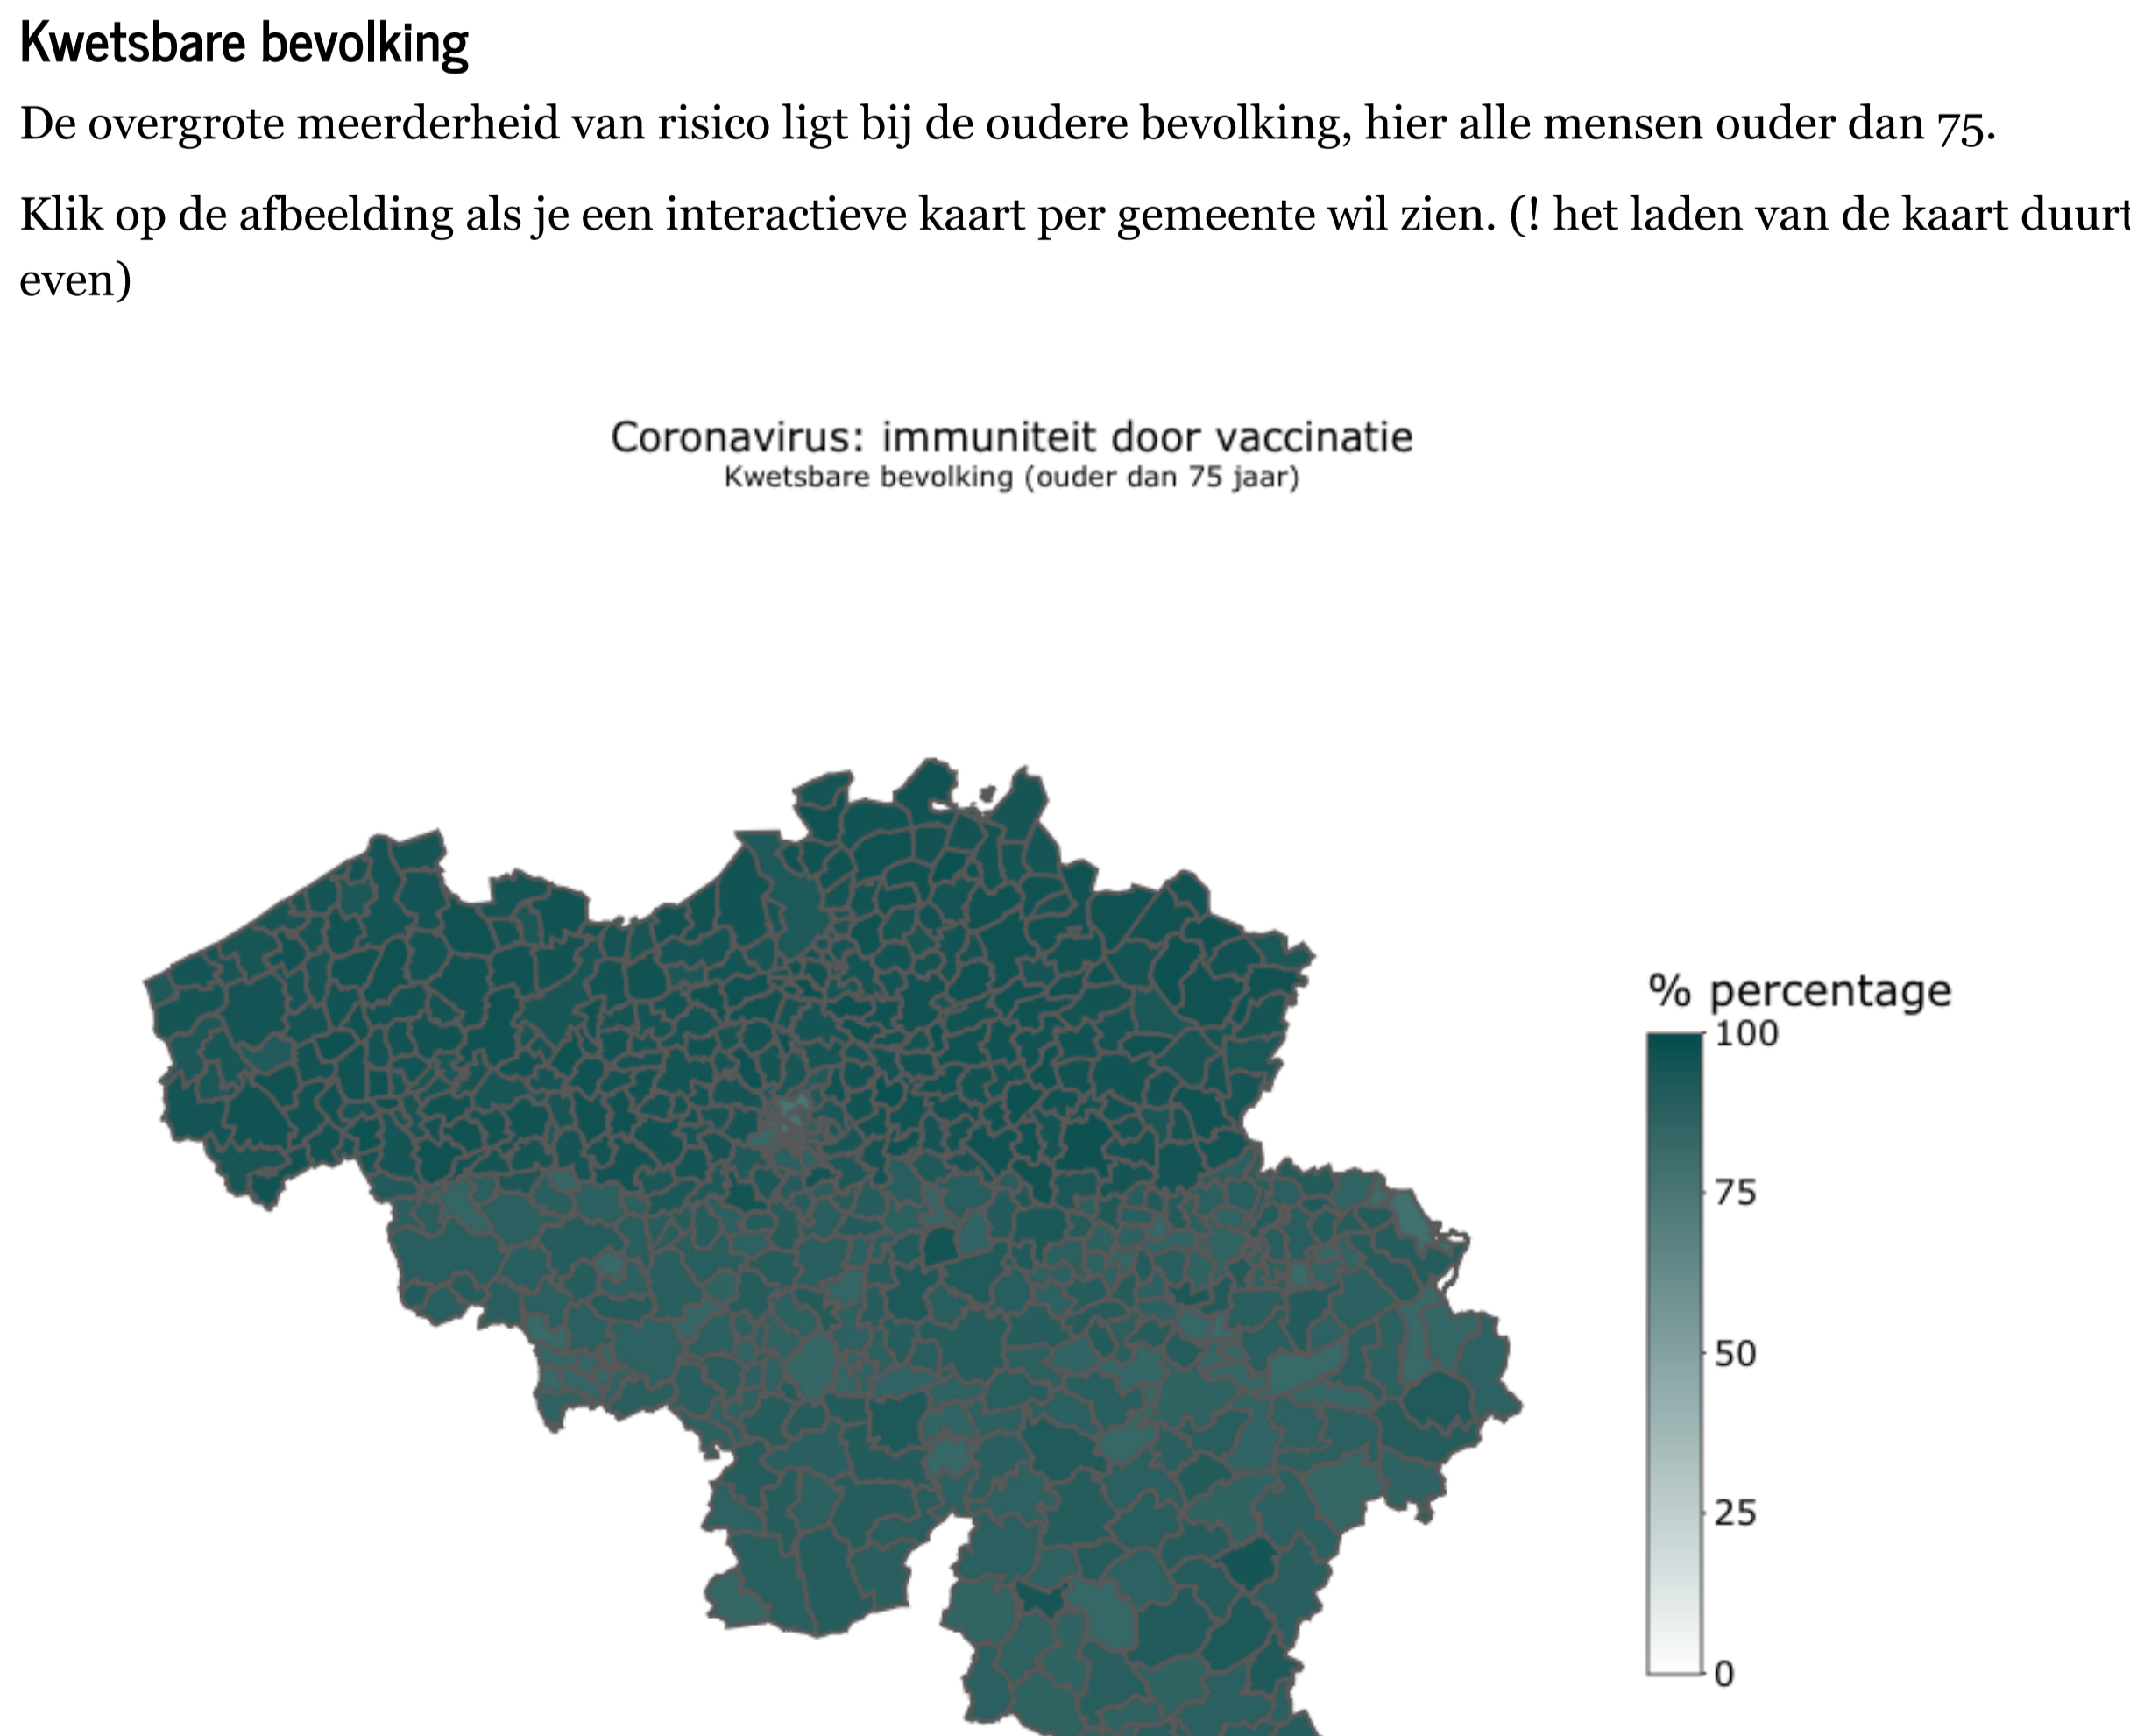 Kwetsbare bevolking
De overgrote meerderheid van risico ligt bij de oudere bevolking, hier alle mensen ouder dan 75.
Klik op de afbeelding als je een interactieve kaart per gemeente wil zien. (! het laden van de kaart duurt
even)
Coronavirus: immuniteit door vaccinatie
Kwetsbare bevolking (ouder dan 75 jaar)
% percentage
100
75
50
25
0